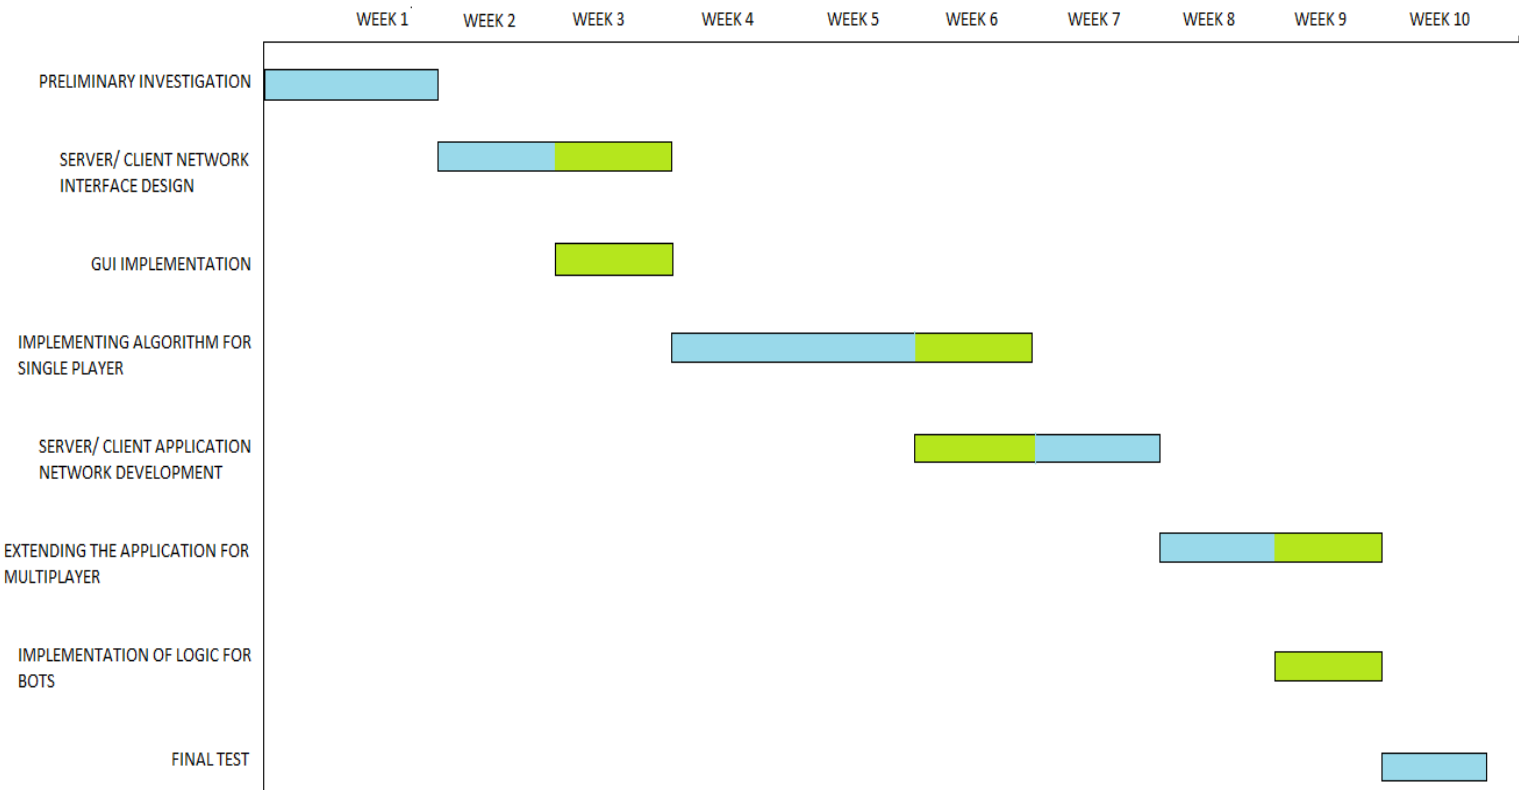 WEEK 1 WEEK 2 WEEK 3 WEEK 4 WEEK 5 WEEK 6 WEEK 7 WEEK 8 WEEK 9 WEEK 10
PRELIMINARY INVESTIGATION
SERVER/ CLIENT NETWORK
INTERFACE DESIGN
GUI IMPLEMENTATION
IMPLEMENTING ALGORITHM FOR
SINGLE PLAYER
SERVER/ CLIENT APPLICATION
NETWORK DEVELOPMENT
EXTENDING THE APPLICATION FOR
MULTIPLAYER
IMPLEMENTATION OF LOGIC FOR
BOTS
FINAL TEST